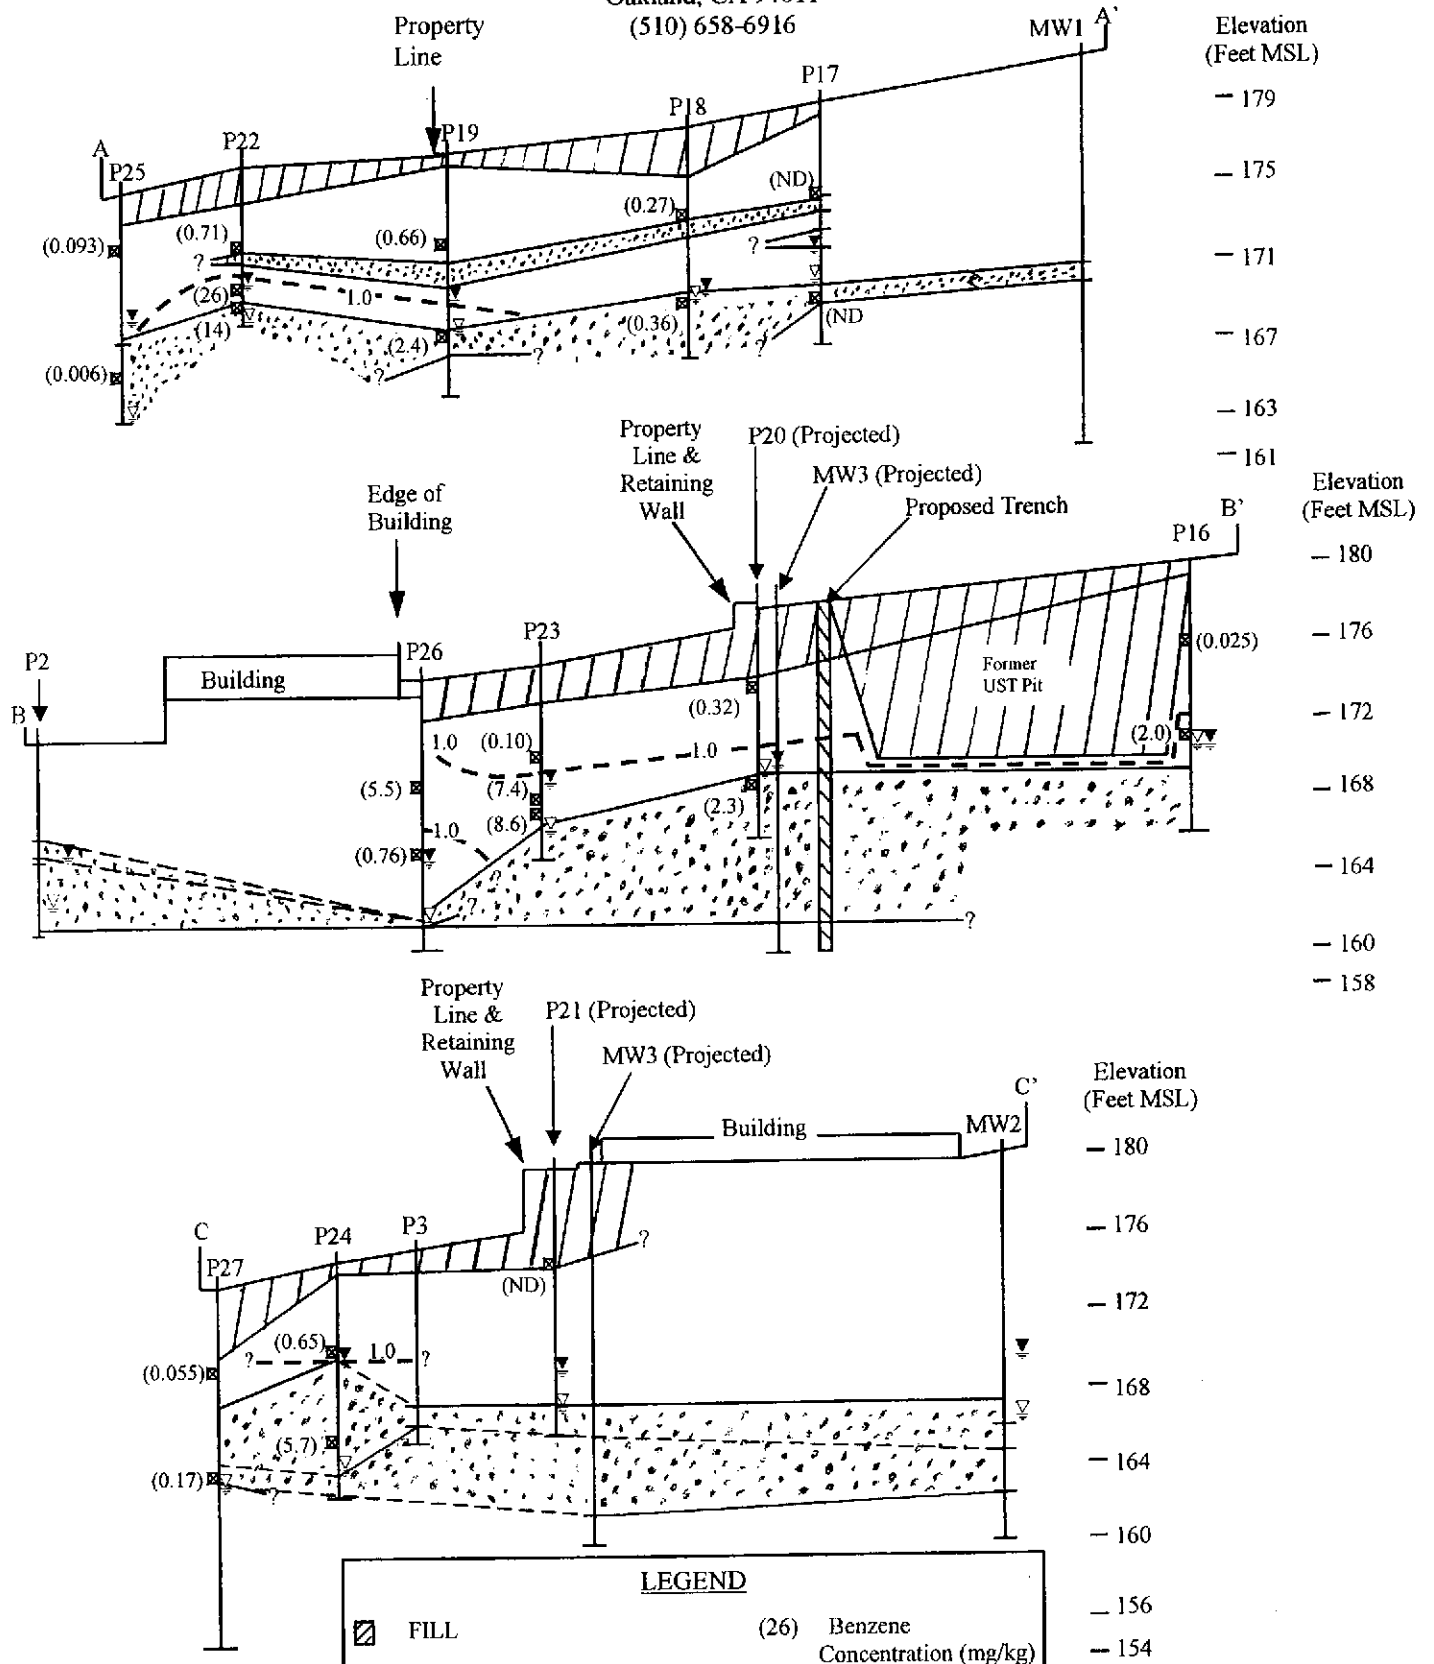 Oakland, CA 94611
(510) 658-6916
Property
Line
MW1
A'
Elevation
(Feet MSL)
P17
179
P18
P19
P22
A
P25
175
(ND)
(0.27)
(0.71)
(0.66)
(0.093)
?
?
171
(26)
1.0
(14)
(2.4)
(0.36)
(ND
167
?
?
?
(0.006)
163
161
Property
Line &
Retaining
Wall
P20 (Projected)
MW3 (Projected)
Proposed Trench
Edge of
Building
Elevation
(Feet MSL)
B'
P16
180
P23
176
P26
(0.025)
P2
Building
Former
UST Pit
B
(0.32)
172
1.0
(0.10)
1.0
(2.0)
(5.5)
(7.4)
168
(2.3)
(8.6)
1.0
(0.76)
164
?
?
?
160
158
Property
Line &
Retaining
Wall
P21 (Projected)
MW3 (Projected)
Elevation
(Feet MSL)
C'
Building
MW2
180
C
P24
P3
176
P27
?
(ND)
172
(0.65)
?
1.0
?
(0.055)
168
(5.7)
164
(0.17)
?
160
LEGEND
156
FILL
(26) Benzene
Concentration (mg/kg)
154